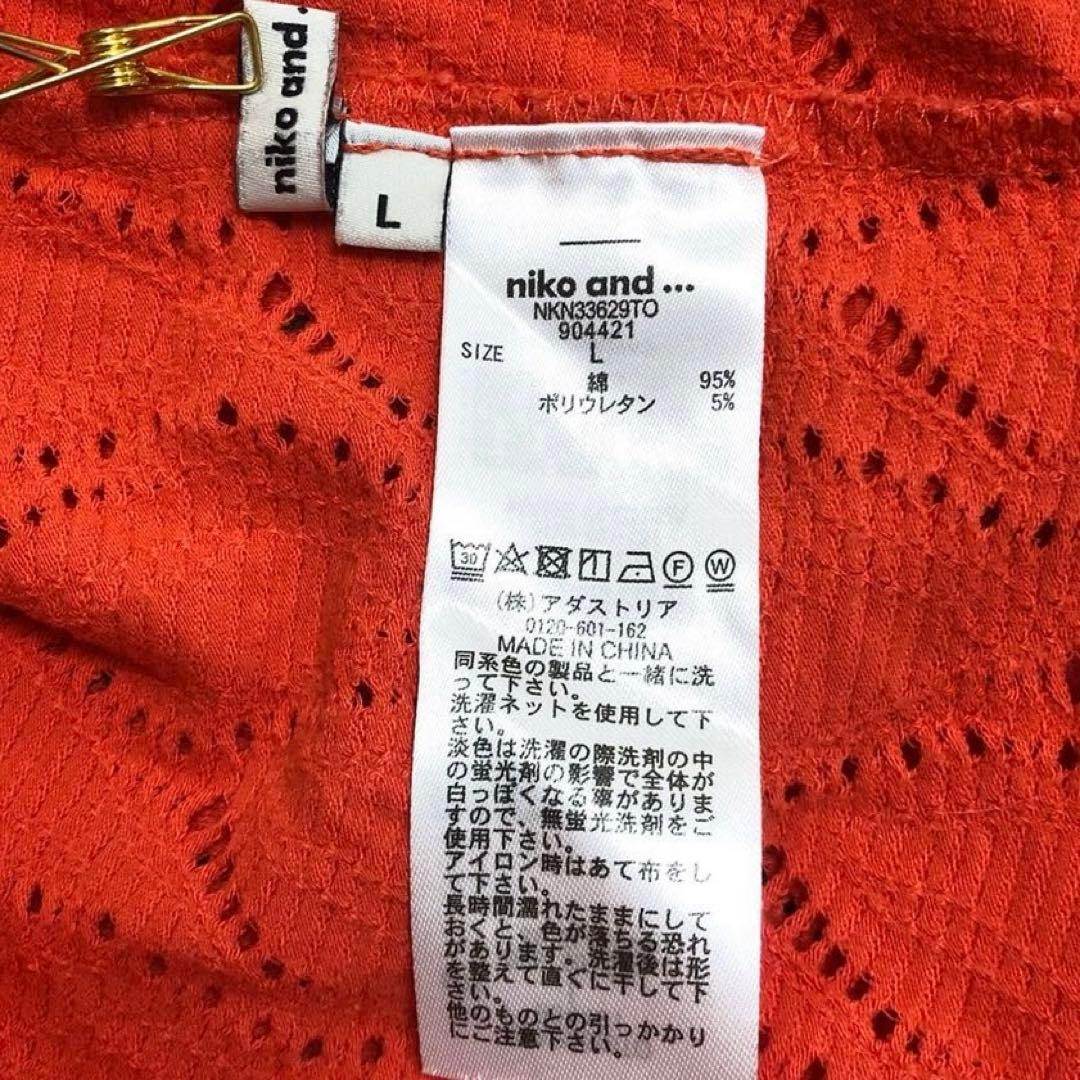 niko and .
L
niko and ...
NKN33629TO
904421
SIZE L
綿 95%
ポリウレタン 5%
30 F W
(株)アダストリア
0120-601-162
MADE IN CHINA
同系色の製品と一緒に洗
って下さい。
洗濯ネットを使用して下
さい。
淡色は洗濯の際洗剤の中
の蛍光剤の影響で全体が
白っぽくなる事がありま
すので、無蛍光洗剤をご
使用下さい。
アイロン時はあて布をし
て下さい。
長時間濡れたままにして
おくと、色が落ちる恐れ
があります。洗濯後は形
を整えて直ぐに干して下
さい。
他のものとの引っかかり
にご注意下さい。